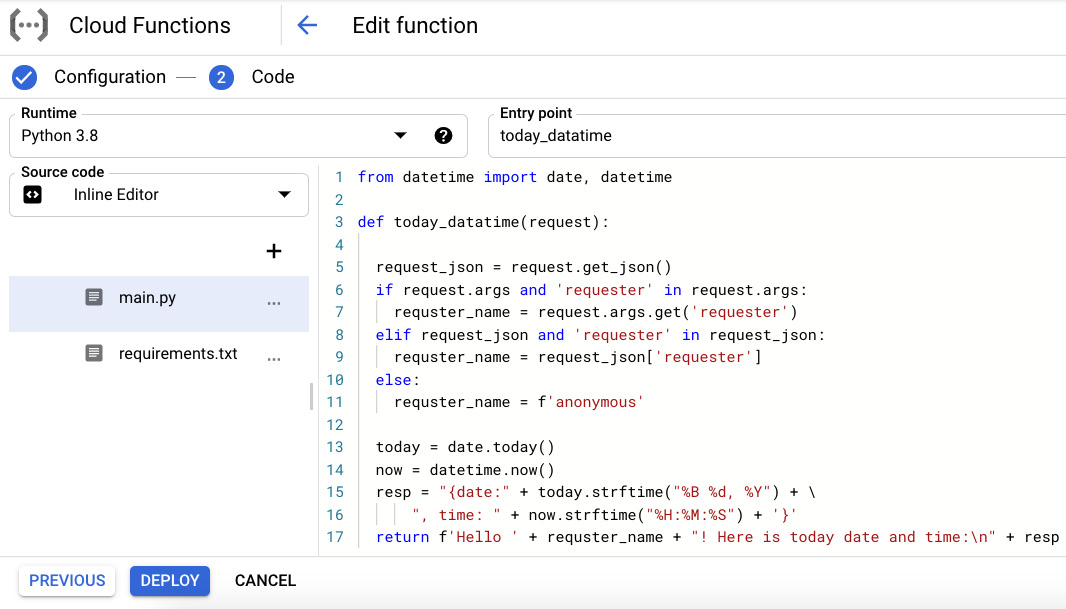 Cloud Functions
Edit function
Configuration
2
Code
Runtime
Python 3.8
Entry point
today_datatime
Source code
Inline Editor
main.py
...
requirements.txt
...
1 from datetime import date, datetime
2
3 def today_datatime(request):
4
5 request_json = request.get_json()
6 if request.args and 'requester' in request.args:
7 requster_name = request.args.get('requester')
8 elif request_json and 'requester' in request_json:
9 requster_name = request_json['requester']
10 else:
11 requster_name = f'anonymous'
12
13 today = date.today()
14 now = datetime.now()
15 resp = "{date:" + today.strftime("%B %d, %Y") + \
16 ", time: " + now.strftime("%H:%M:%S") + '}'
17 return f'Hello ' + requster_name + "! Here is today date and time:\n" + resp
PREVIOUS
DEPLOY
CANCEL